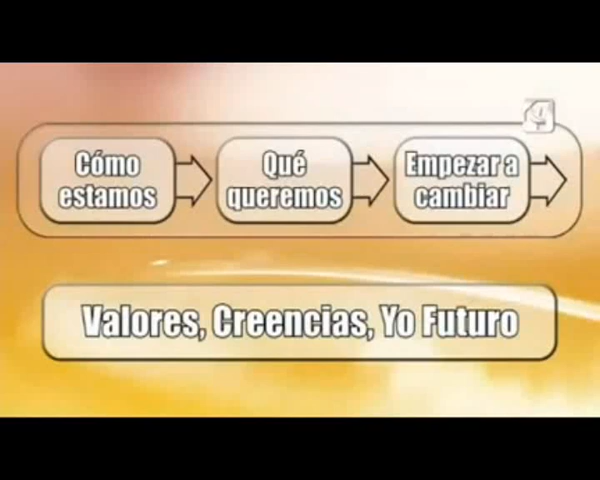 Cómo
estamos
Qué
queremos
Empezar a
cambiar
Valores, Creencias, Yo Futuro